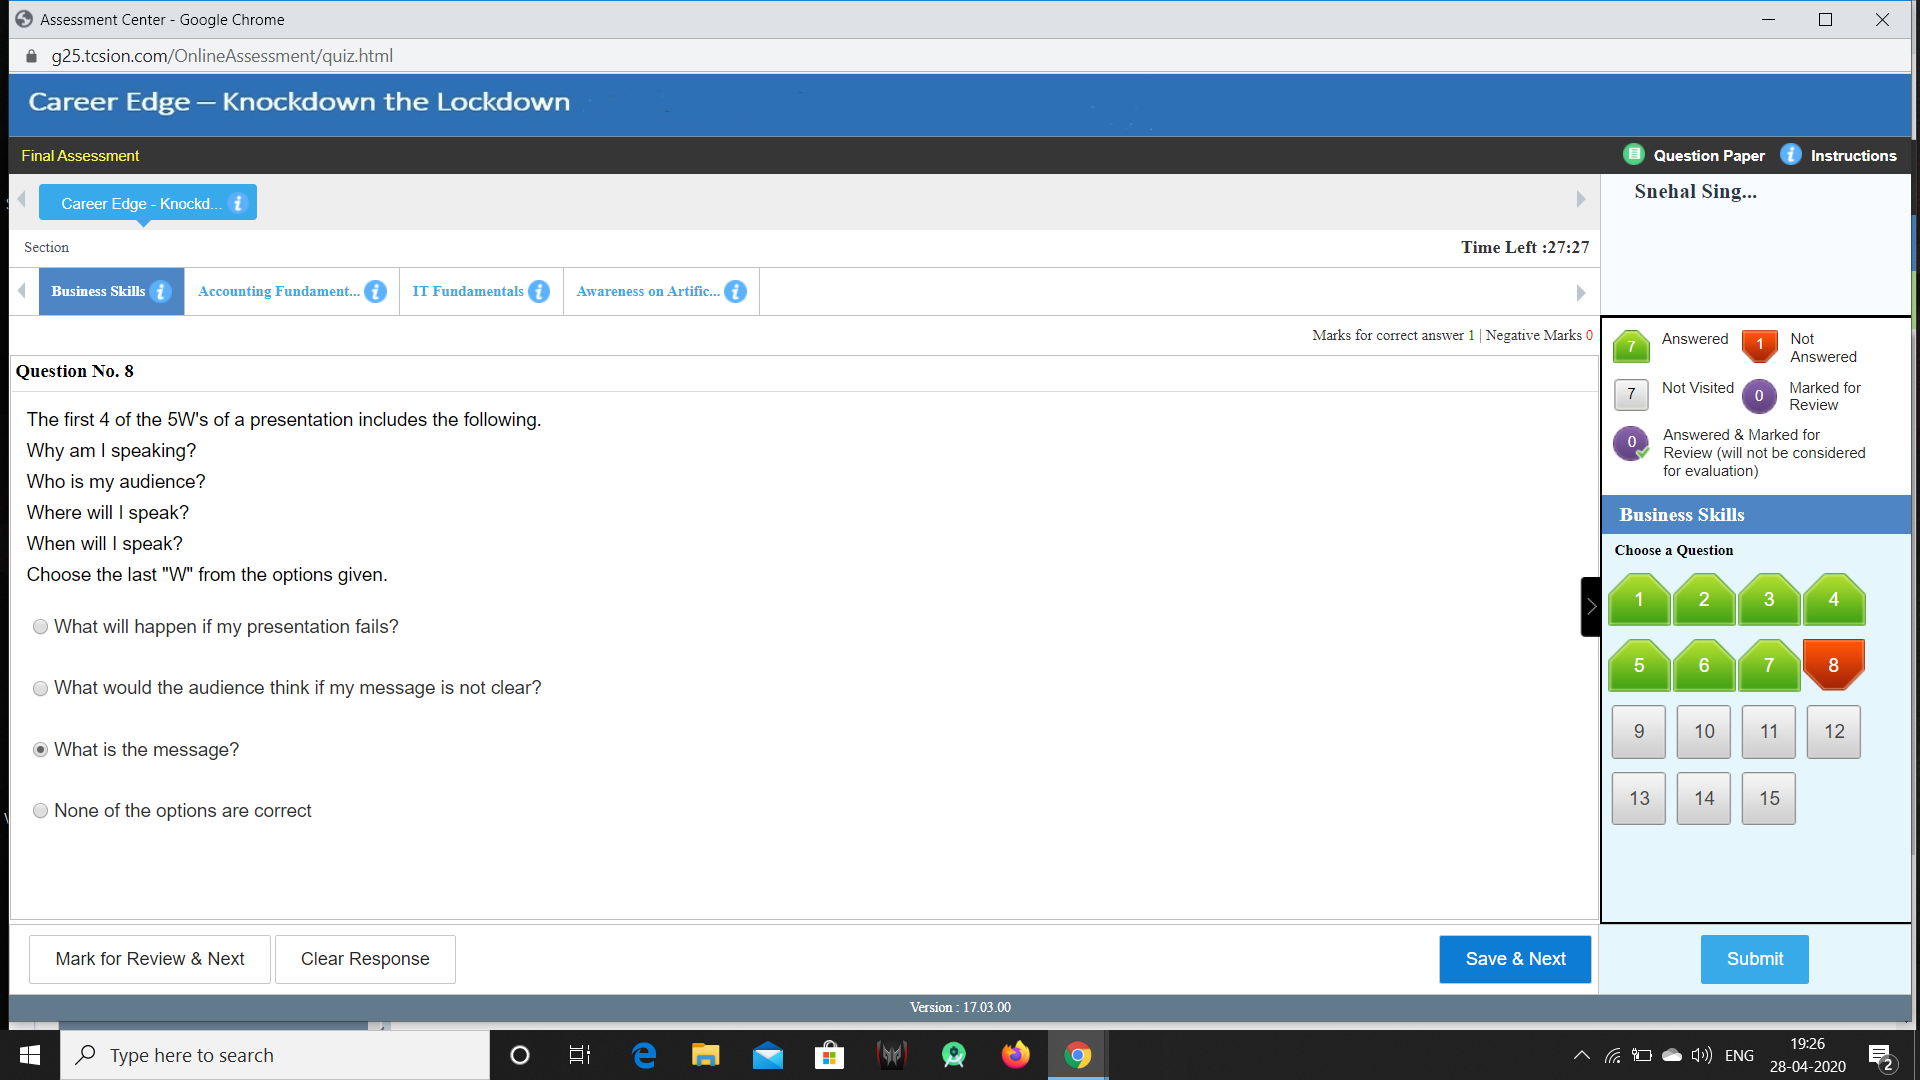 Assessment Center - Google Chrome
g25.tcsion.com/OnlineAssessment/quiz.html
Career Edge – Knockdown the Lockdown
Final Assessment
Question Paper
Instructions
Career Edge - Knockd...
Snehal Sing...
Section
Time Left :27:27
Business Skills
Accounting Fundament...
IT Fundamentals
Awareness on Artific...
Marks for correct answer 1 | Negative Marks 0
7 Answered
1 Not Answered
7 Not Visited
0 Marked for Review
0 Answered & Marked for Review (will not be considered for evaluation)
Question No. 8
The first 4 of the 5W's of a presentation includes the following.
Why am I speaking?
Who is my audience?
Where will I speak?
When will I speak?
Choose the last "W" from the options given.
What will happen if my presentation fails?
What would the audience think if my message is not clear?
What is the message?
None of the options are correct
Business Skills
Choose a Question
1 2 3 4
5 6 7 8
9 10 11 12
13 14 15
Mark for Review & Next
Clear Response
Save & Next
Submit
Version : 17.03.00
Type here to search
ENG
19:26
28-04-2020
2